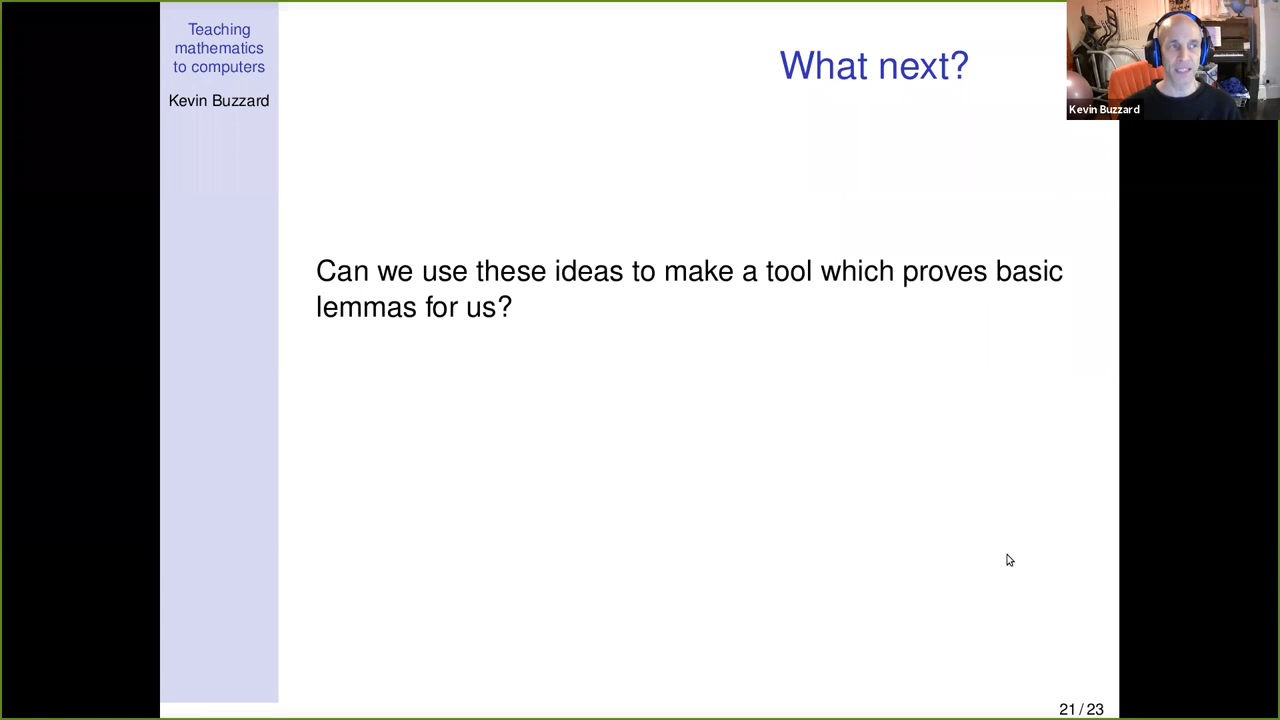 Teaching
mathematics
to computers
Kevin Buzzard
What next?
Can we use these ideas to make a tool which proves basic
lemmas for us?
Kevin Buzzard
21 / 23